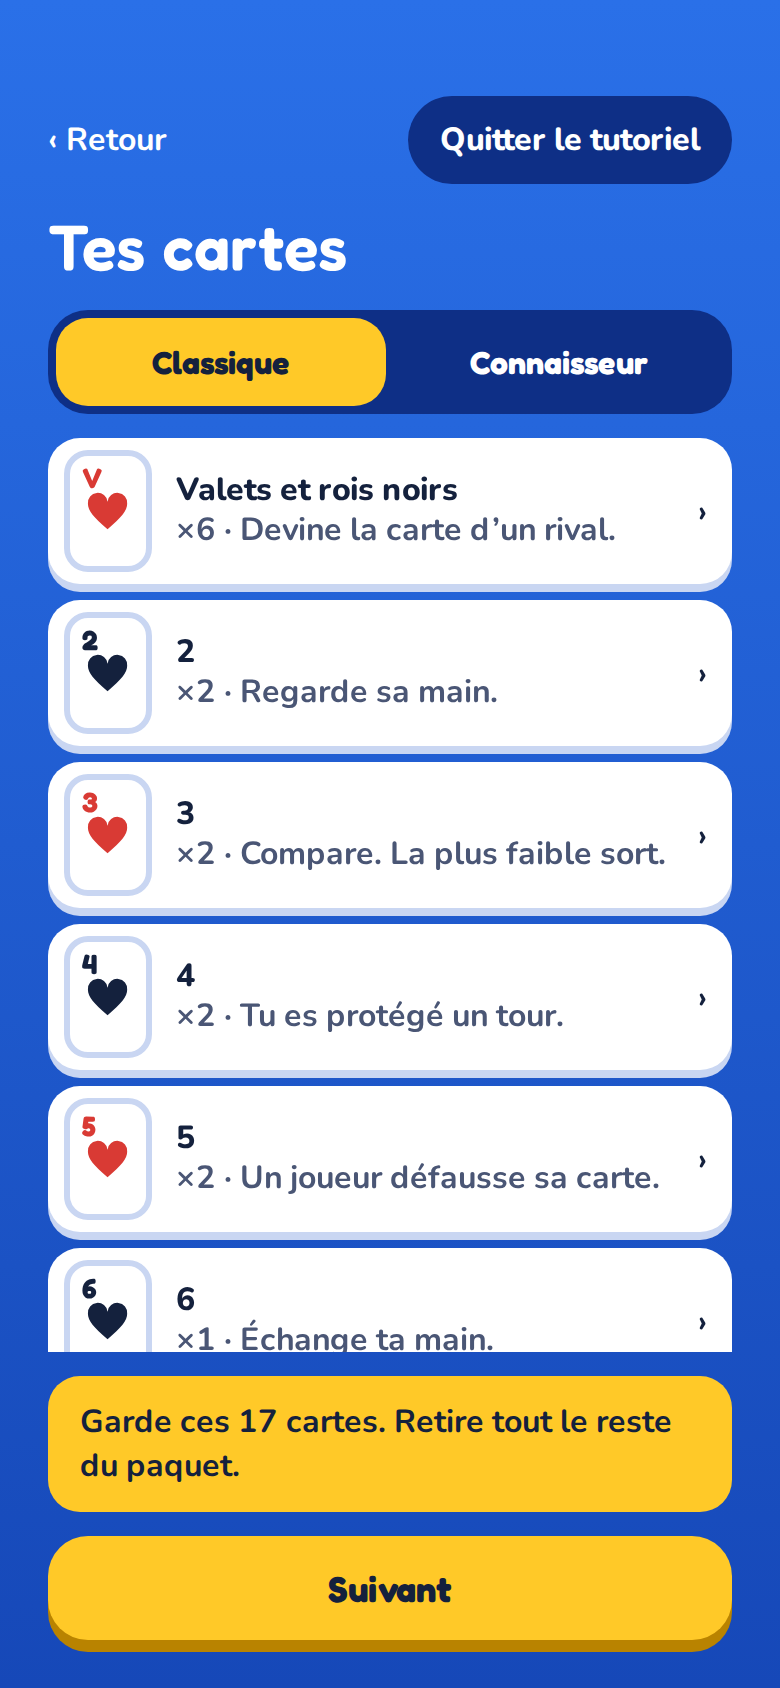 ‹ Retour
Quitter le tutoriel
Tes cartes
Classique
Connaisseur
V
Valets et rois noirs
×6 · Devine la carte d’un rival.
›
2
2
×2 · Regarde sa main.
›
3
3
×2 · Compare. La plus faible sort.
›
4
4
×2 · Tu es protégé un tour.
›
5
5
×2 · Un joueur défausse sa carte.
›
6
6
×1 · Échange ta main.
›
Garde ces 17 cartes. Retire tout le reste
du paquet.
Suivant